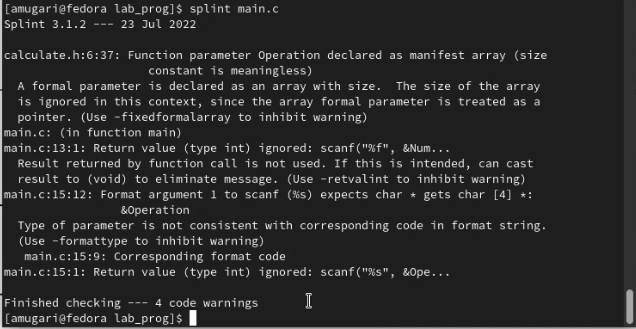 [amugari@fedora lab_prog]$ splint main.c
Splint 3.1.2 --- 23 Jul 2022
calculate.h:6:37: Function parameter Operation declared as manifest array (size
constant is meaningless)
A formal parameter is declared as an array with size.  The size of the array
is ignored in this context, since the array formal parameter is treated as a
pointer. (Use -fixedformalarray to inhibit warning)
main.c: (in function main)
main.c:13:1: Return value (type int) ignored: scanf("%f", &Num...
Result returned by function call is not used. If this is intended, can cast
result to (void) to eliminate message. (Use -retvalint to inhibit warning)
main.c:15:12: Format argument 1 to scanf (%s) expects char * gets char [4] *:
&Operation
Type of parameter is not consistent with corresponding code in format string.
(Use -formattype to inhibit warning)
main.c:15:9: Corresponding format code
main.c:15:1: Return value (type int) ignored: scanf("%s", &Ope...
Finished checking --- 4 code warnings
[amugari@fedora lab_prog]$